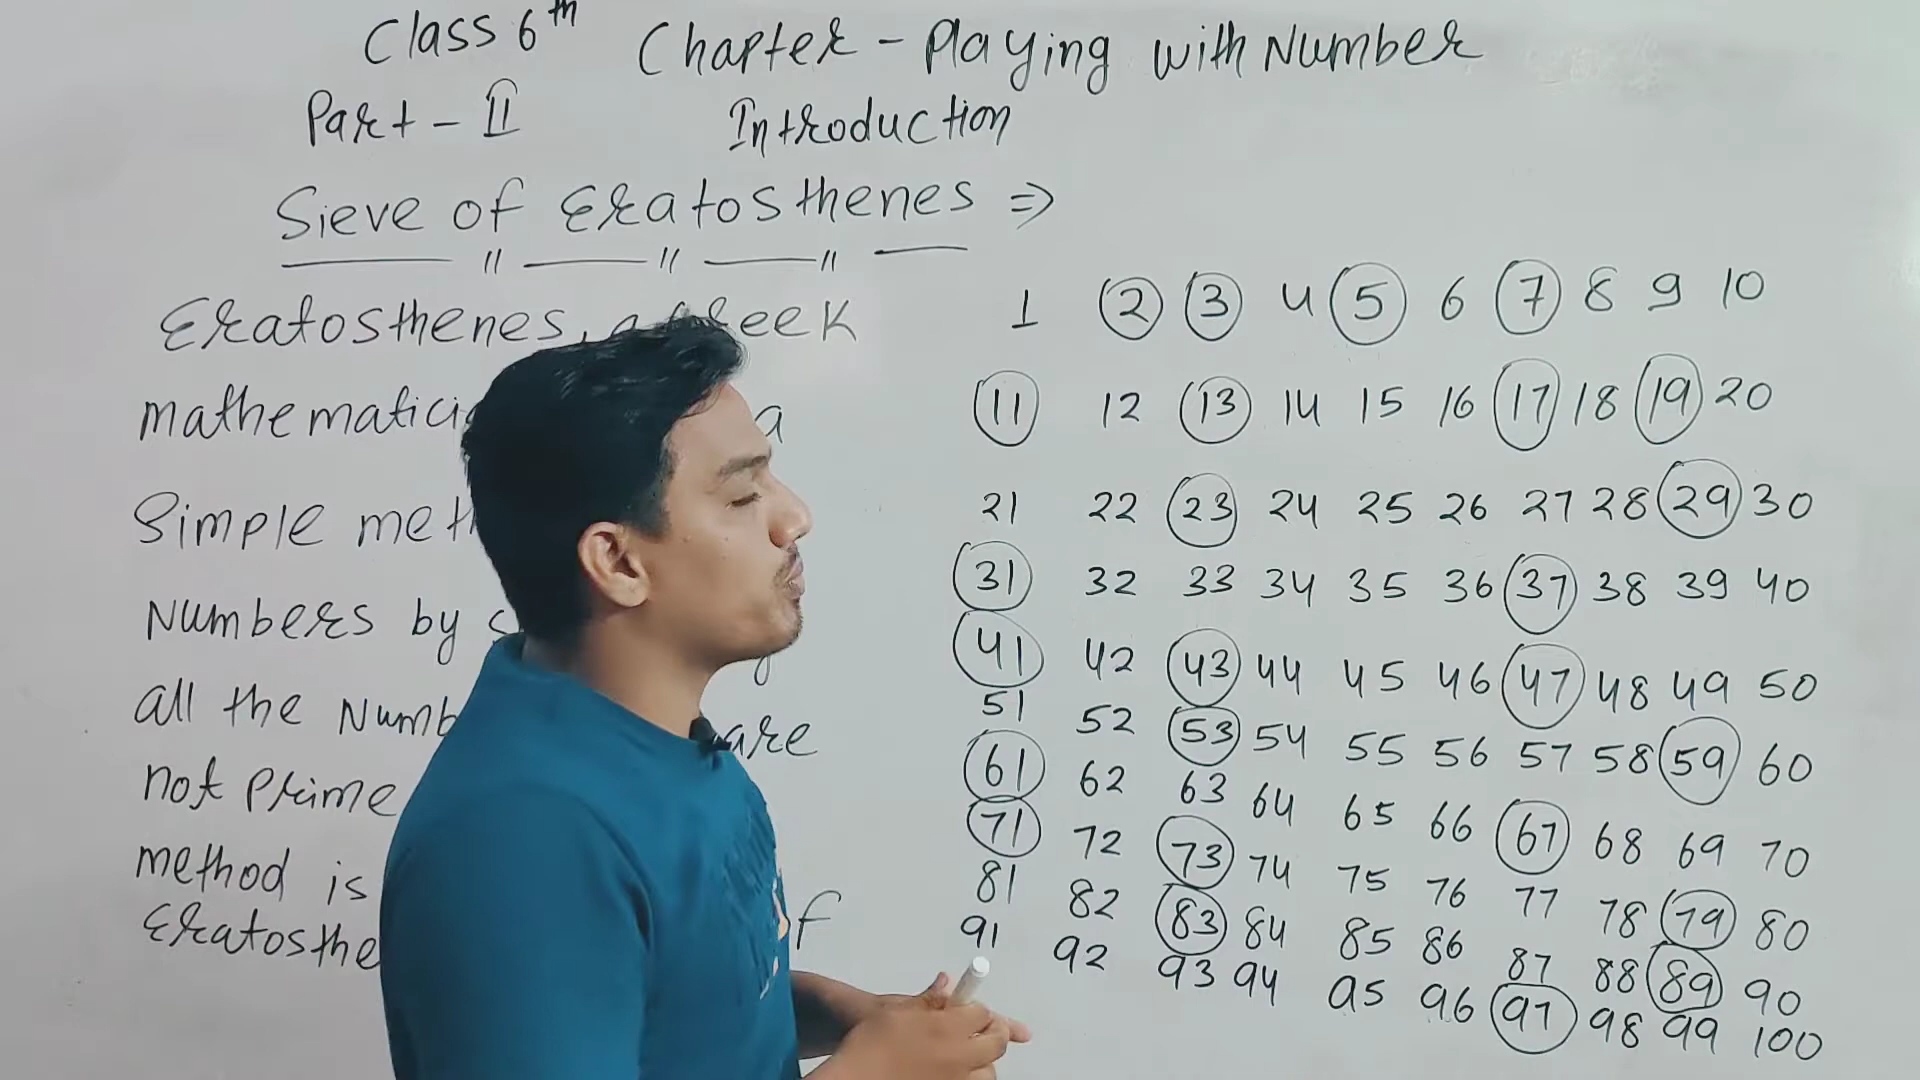 Class 6th Chapter - Playing with Number
Part - II Introduction
Sieve of Eratosthenes ⇒
Eratosthenes, a Greek
mathematici a
Simple meth
Numbers by
all the Numb are
not Prime
method is
Eratosthe of
1 2 3 4 5 6 7 8 9 10
11 12 13 14 15 16 17 18 19 20
21 22 23 24 25 26 27 28 29 30
31 32 33 34 35 36 37 38 39 40
41 42 43 44 45 46 47 48 49 50
51 52 53 54 55 56 57 58 59 60
61 62 63 64 65 66 67 68 69 70
71 72 73 74 75 76 77 78 79 80
81 82 83 84 85 86 87 88 89 90
91 92 93 94 95 96 97 98 99 100